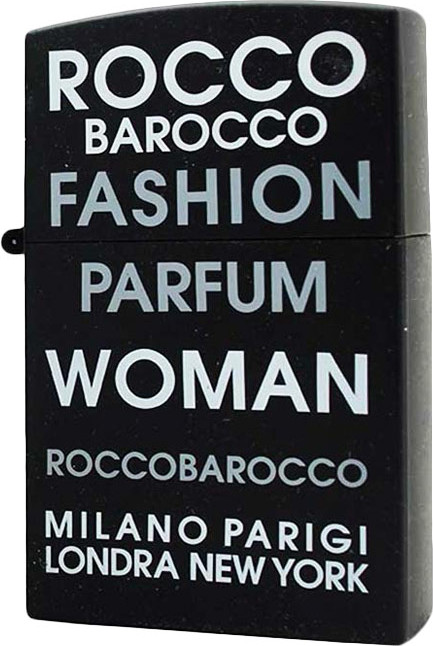 ROCCO
BAROCCO
FASHION
PARFUM
WOMAN
ROCCOBAROCCO
MILANO PARIGI
LONDRA NEW YORK